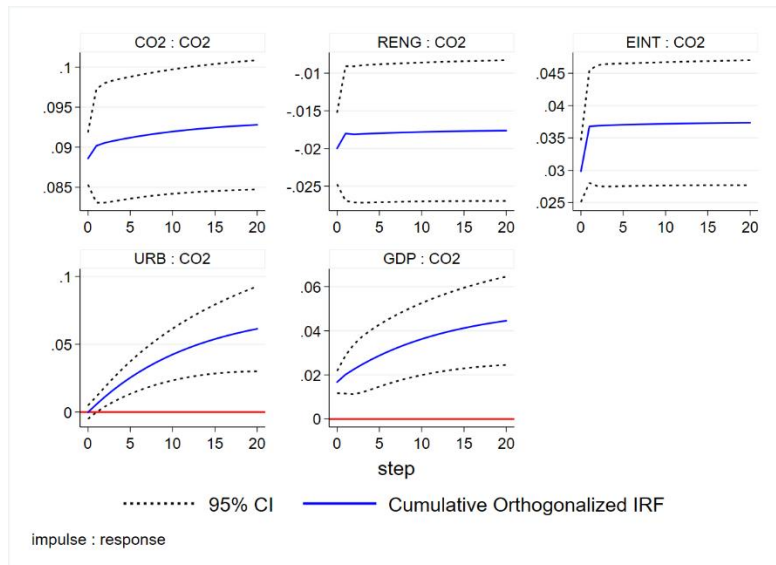 CO2 : CO2
.1
.095
.09
.085
0 5 10 15 20
RENG : CO2
-.01
-.015
-.02
-.025
0 5 10 15 20
EINT : CO2
.045
.04
.035
.03
.025
0 5 10 15 20
URB : CO2
.1
.05
0
0 5 10 15 20
GDP : CO2
.06
.04
.02
0
0 5 10 15 20
step
95% CI Cumulative Orthogonalized IRF
impulse : response